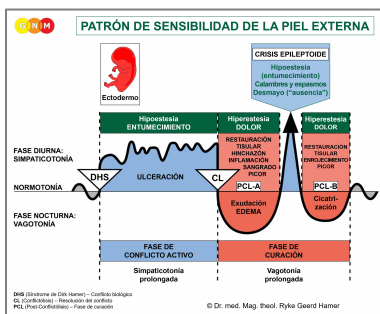 GNM
PATRÓN DE SENSIBILIDAD DE LA PIEL EXTERNA
Ectodermo
CRISIS EPILEPTOIDE
Hipoestesia
(entumecimiento)
Calambres y espasmos
Desmayo ("ausencia")
Hipoestesia
ENTUMECIMIENTO
Hiperestesia
DOLOR
Hiperestesia
DOLOR
FASE DIURNA:
SIMPATICOTONÍA
RESTAURACIÓN
TISULAR
HINCHAZÓN
INFLAMACIÓN
SANGRADO
PICOR
RESTAURACIÓN
TISULAR
ENROJECIMIENTO
PICOR
DHS
ULCERACIÓN
CL
PCL-A
PCL-B
NORMOTONÍA
Exudación
EDEMA
Cicatri-
zación
FASE NOCTURNA:
VAGOTONÍA
FASE DE
CONFLICTO ACTIVO
FASE DE
CURACIÓN
Simpaticotonía
prolongada
Vagotonía
prolongada
DHS (Síndrome de Dirk Hamer) – Conflicto biológico
CL (Conflictólisis) – Resolución del conflicto
PCL (Post-Conflictólisis) – Fase de curación
© Dr. med. Mag. theol. Ryke Geerd Hamer